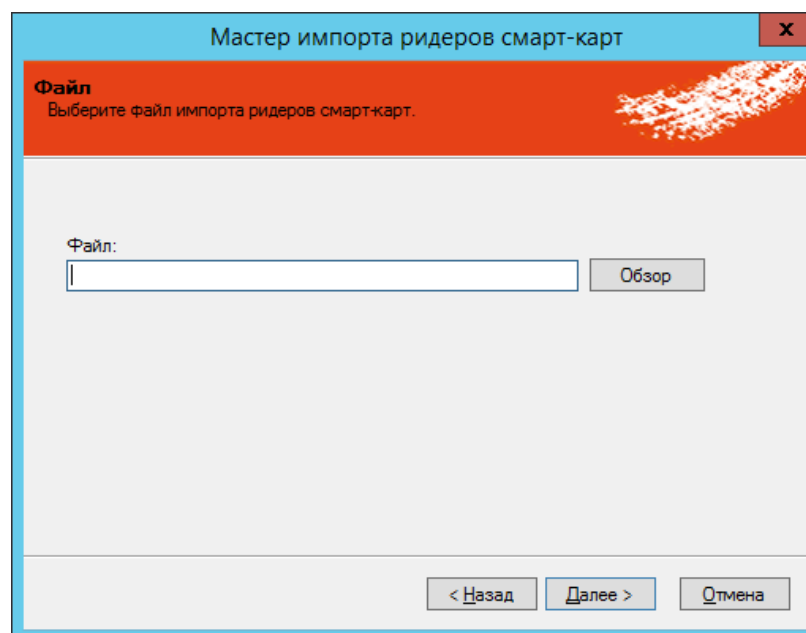 Мастер импорта ридеров смарт-карт
x
Файл
Выберите файл импорта ридеров смарт-карт.
Файл:
Обзор
< Назад Далее > Отмена